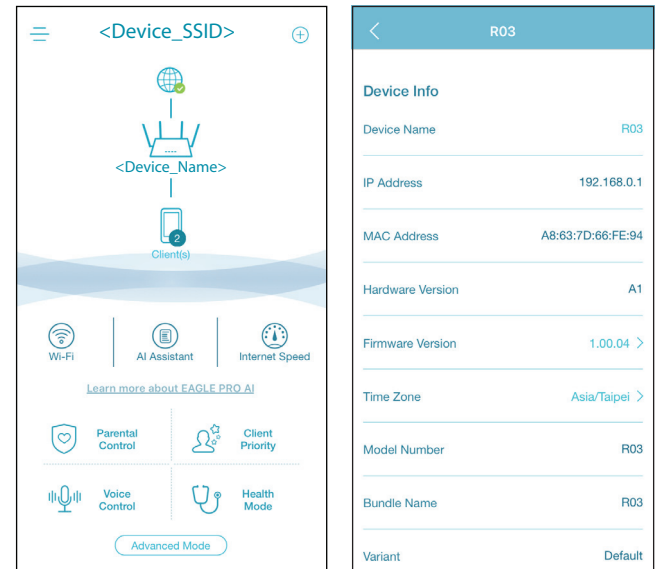 <Device_SSID>
<Device_Name>
2
Client(s)
Wi-Fi
AI Assistant
Internet Speed
Learn more about EAGLE PRO AI
Parental
Control
Client
Priority
Voice
Control
Health
Mode
Advanced Mode
R03
Device Info
Device Name R03
IP Address 192.168.0.1
MAC Address A8:63:7D:66:FE:94
Hardware Version A1
Firmware Version 1.00.04 >
Time Zone Asia/Taipei >
Model Number R03
Bundle Name R03
Variant Default